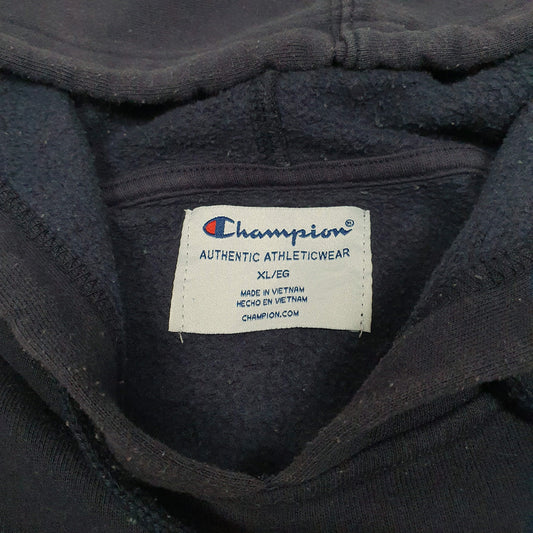 Champion®
AUTHENTIC ATHLETICWEAR
XL/EG
MADE IN VIETNAM
HECHO EN VIETNAM
CHAMPION.COM